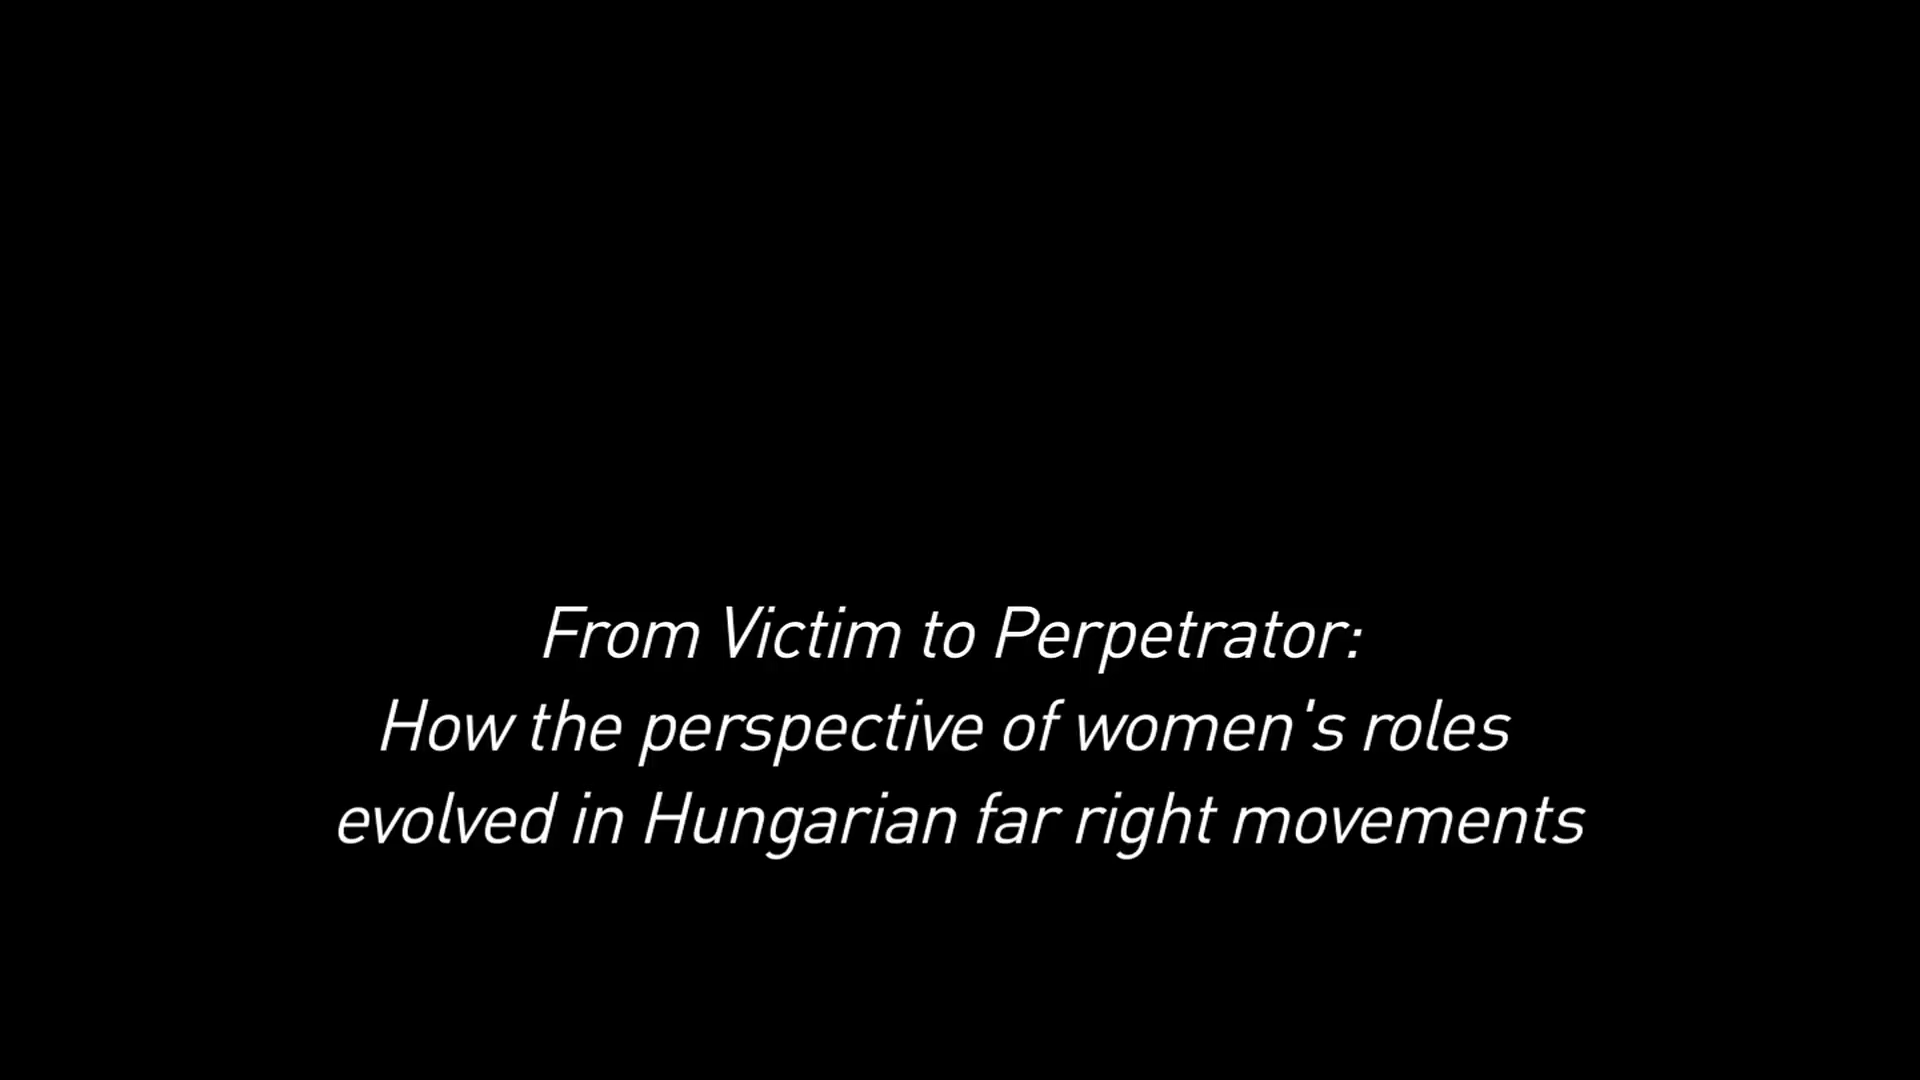 From Victim to Perpetrator:
How the perspective of women's roles
evolved in Hungarian far right movements